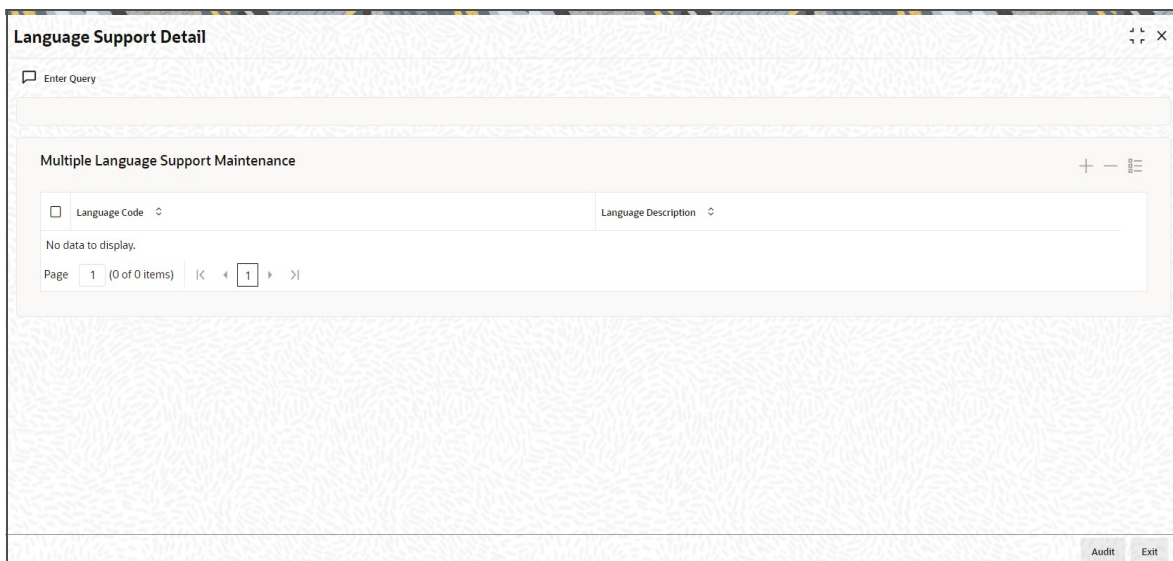 Language Support Detail
Enter Query
Multiple Language Support Maintenance
Language Code Language Description
No data to display.
Page 1 (0 of 0 items) 1
Audit Exit